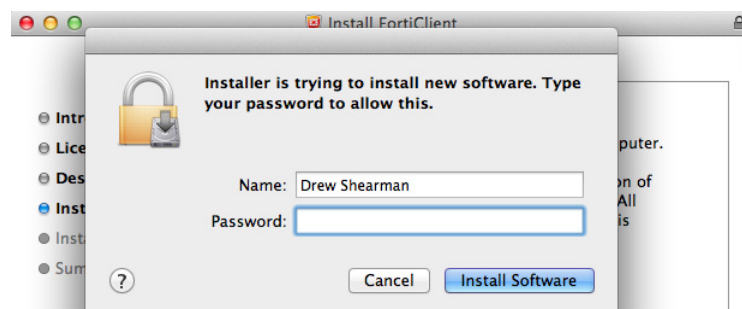 Install FortiClient
Installer is trying to install new software. Type
your password to allow this.
Intr
Lice
puter.
Des
Name: Drew Shearman
on of
Inst
All
Password:
is
Inst
Sum
?
Cancel
Install Software